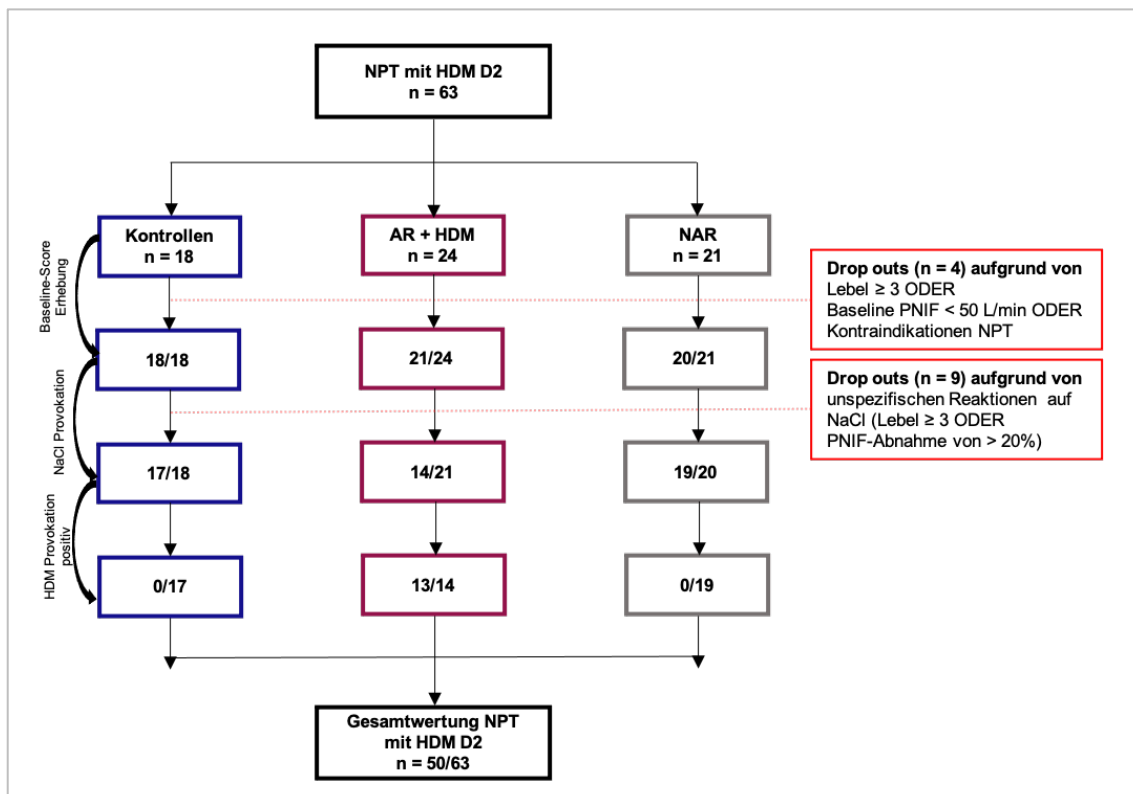 NPT mit HDM D2
n = 63
Kontrollen
n = 18
AR + HDM
n = 24
NAR
n = 21
Baseline-Score
Erhebung
Drop outs (n = 4) aufgrund von
Lebel ≥ 3 ODER
Baseline PNIF < 50 L/min ODER
Kontraindikationen NPT
18/18
21/24
20/21
NaCl Provokation
Drop outs (n = 9) aufgrund von
unspezifischen Reaktionen auf
NaCl (Lebel ≥ 3 ODER
PNIF-Abnahme von > 20%)
17/18
14/21
19/20
HDM Provokation
positiv
0/17
13/14
0/19
Gesamtwertung NPT
mit HDM D2
n = 50/63